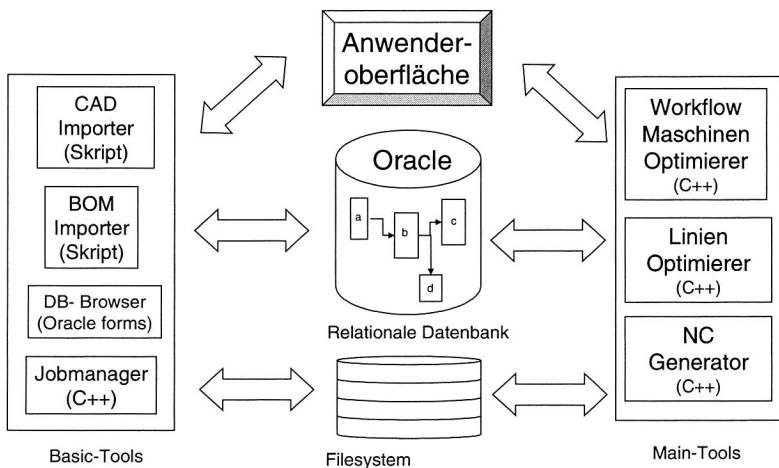 Anwender-
oberfläche
CAD
Importer
(Skript)
BOM
Importer
(Skript)
DB- Browser
(Oracle forms)
Jobmanager
(C++)
Basic-Tools
Oracle
a
b
c
d
Relationale Datenbank
Filesystem
Workflow
Maschinen
Optimierer
(C++)
Linien
Optimierer
(C++)
NC
Generator
(C++)
Main-Tools